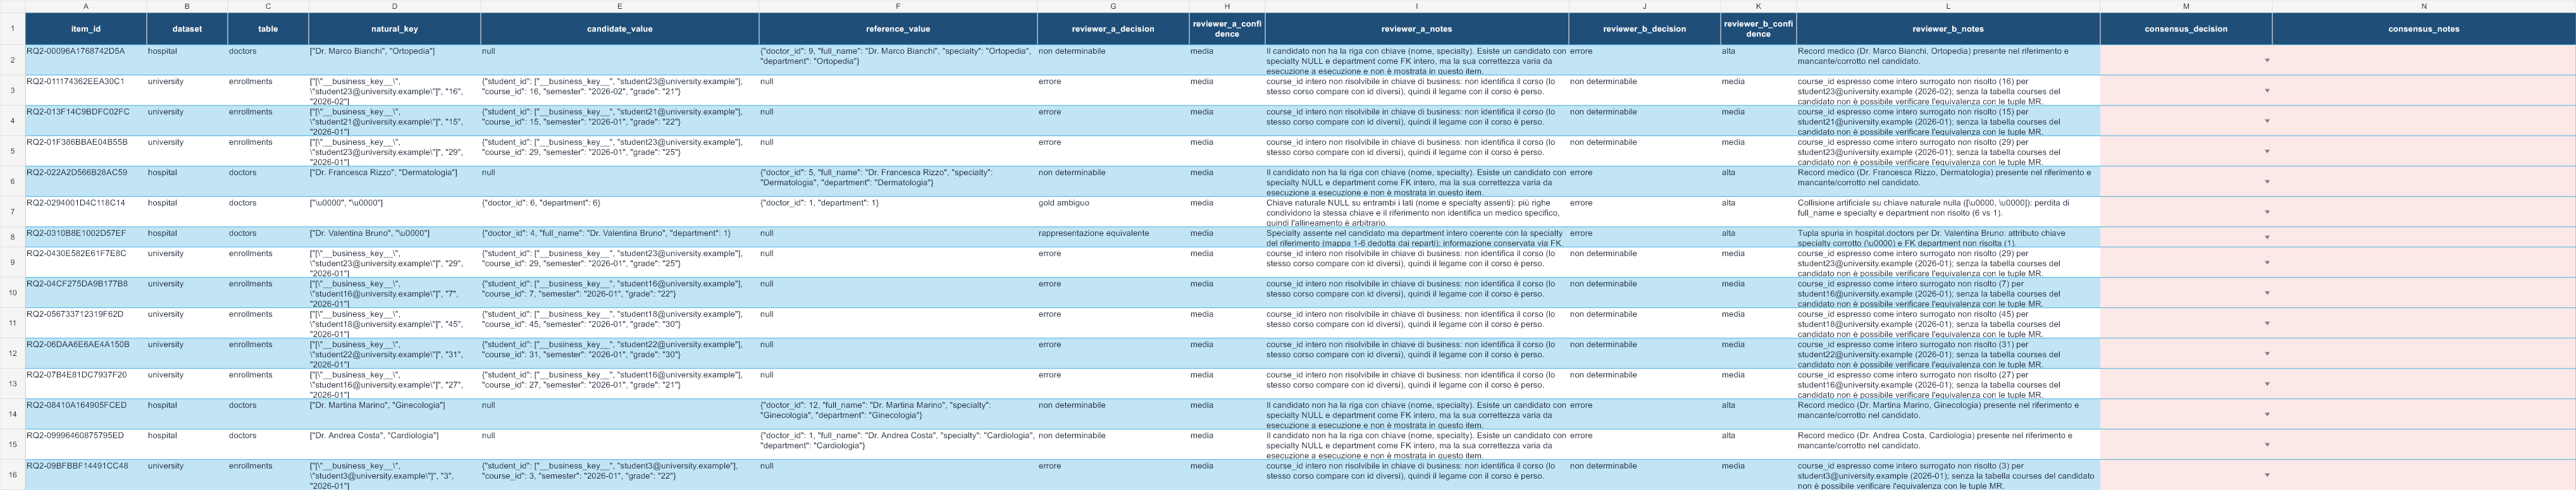 A B C D E F G H I J K L M N
1 item_id dataset table natural_key candidate_value reference_value reviewer_a_decision reviewer_a_confi dence reviewer_a_notes reviewer_b_decision reviewer_b_confi dence reviewer_b_notes consensus_decision consensus_notes
2 RQ2-00096A1768742D5A hospital doctors ["Dr. Marco Bianchi", "Ortopedia"] null {"doctor_id": 9, "full_name": "Dr. Marco Bianchi", "specialty": "Ortopedia", "department": "Ortopedia"} non determinabile media Il candidato non ha la riga con chiave (nome, specialty). Esiste un candidato con specialty NULL e department come FK intero, ma la sua correttezza varia da esecuzione a esecuzione e non è mostrata in questo item. errore alta Record medico (Dr. Marco Bianchi, Ortopedia) presente nel riferimento e mancante/corrotto nel candidato.
3 RQ2-011174362EEA30C1 university enrollments ["[\"__business_key__\", \"student23@university.example\"]", "16", "2026-02"] {"student_id": ["__business_key__", "student23@university.example"], "course_id": 16, "semester": "2026-02", "grade": "21"} null errore media course_id intero non risolvibile in chiave di business: non identifica il corso (lo stesso corso compare con id diversi), quindi il legame con il corso è perso. non determinabile media course_id espresso come intero surrogato non risolto (16) per student23@university.example (2026-02); senza la tabella courses del candidato non è possibile verificare l'equivalenza con le tuple MR.
4 RQ2-013F14C9BDFC02FC university enrollments ["[\"__business_key__\", \"student21@university.example\"]", "15", "2026-01"] {"student_id": ["__business_key__", "student21@university.example"], "course_id": 15, "semester": "2026-01", "grade": "22"} null errore media course_id intero non risolvibile in chiave di business: non identifica il corso (lo stesso corso compare con id diversi), quindi il legame con il corso è perso. non determinabile media course_id espresso come intero surrogato non risolto (15) per student21@university.example (2026-01); senza la tabella courses del candidato non è possibile verificare l'equivalenza con le tuple MR.
5 RQ2-01F386BBAE04B55B university enrollments ["[\"__business_key__\", \"student23@university.example\"]", "29", "2026-01"] {"student_id": ["__business_key__", "student23@university.example"], "course_id": 29, "semester": "2026-01", "grade": "25"} null errore media course_id intero non risolvibile in chiave di business: non identifica il corso (lo stesso corso compare con id diversi), quindi il legame con il corso è perso. non determinabile media course_id espresso come intero surrogato non risolto (29) per student23@university.example (2026-01); senza la tabella courses del candidato non è possibile verificare l'equivalenza con le tuple MR.
6 RQ2-022A2D566B28AC59 hospital doctors ["Dr. Francesca Rizzo", "Dermatologia"] null {"doctor_id": 5, "full_name": "Dr. Francesca Rizzo", "specialty": "Dermatologia", "department": "Dermatologia"} non determinabile media Il candidato non ha la riga con chiave (nome, specialty). Esiste un candidato con specialty NULL e department come FK intero, ma la sua correttezza varia da esecuzione a esecuzione e non è mostrata in questo item. errore alta Record medico (Dr. Francesca Rizzo, Dermatologia) presente nel riferimento e mancante/corrotto nel candidato.
7 RQ2-0294001D4C118C14 hospital doctors ["\u0000", "\u0000"] {"doctor_id": 6, "department": 6} {"doctor_id": 1, "department": 1} gold ambiguo media Chiave naturale NULL su entrambi i lati (nome e specialty assenti): più righe condividono la stessa chiave e il riferimento non identifica un medico specifico, quindi l'allineamento è arbitrario. errore alta Collisione artificiale su chiave naturale nulla ([\u0000, \u0000]): perdita di full_name e specialty e department non risolto (6 vs 1).
8 RQ2-0310B8E1002D57EF hospital doctors ["Dr. Valentina Bruno", "\u0000"] {"doctor_id": 4, "full_name": "Dr. Valentina Bruno", "department": 1} null rappresentazione equivalente media Specialty assente nel candidato ma department intero coerente con la specialty del riferimento (mappa 1-6 dedotta dai reparti); informazione conservata via FK. errore alta Tupla spuria in hospital.doctors per Dr. Valentina Bruno: attributo chiave specialty corrotto (\u0000) e FK department non risolta (1).
9 RQ2-0430E582E61F7E8C university enrollments ["[\"__business_key__\", \"student23@university.example\"]", "29", "2026-01"] {"student_id": ["__business_key__", "student23@university.example"], "course_id": 29, "semester": "2026-01", "grade": "25"} null errore media course_id intero non risolvibile in chiave di business: non identifica il corso (lo stesso corso compare con id diversi), quindi il legame con il corso è perso. non determinabile media course_id espresso come intero surrogato non risolto (29) per student23@university.example (2026-01); senza la tabella courses del candidato non è possibile verificare l'equivalenza con le tuple MR.
10 RQ2-04CF275DA9B177B8 university enrollments ["[\"__business_key__\", \"student16@university.example\"]", "7", "2026-01"] {"student_id": ["__business_key__", "student16@university.example"], "course_id": 7, "semester": "2026-01", "grade": "22"} null errore media course_id intero non risolvibile in chiave di business: non identifica il corso (lo stesso corso compare con id diversi), quindi il legame con il corso è perso. non determinabile media course_id espresso come intero surrogato non risolto (7) per student16@university.example (2026-01); senza la tabella courses del candidato non è possibile verificare l'equivalenza con le tuple MR.
11 RQ2-056733712319F62D university enrollments ["[\"__business_key__\", \"student18@university.example\"]", "45", "2026-01"] {"student_id": ["__business_key__", "student18@university.example"], "course_id": 45, "semester": "2026-01", "grade": "30"} null errore media course_id intero non risolvibile in chiave di business: non identifica il corso (lo stesso corso compare con id diversi), quindi il legame con il corso è perso. non determinabile media course_id espresso come intero surrogato non risolto (45) per student18@university.example (2026-01); senza la tabella courses del candidato non è possibile verificare l'equivalenza con le tuple MR.
12 RQ2-06DAA6E6AE4A150B university enrollments ["[\"__business_key__\", \"student22@university.example\"]", "31", "2026-01"] {"student_id": ["__business_key__", "student22@university.example"], "course_id": 31, "semester": "2026-01", "grade": "30"} null errore media course_id intero non risolvibile in chiave di business: non identifica il corso (lo stesso corso compare con id diversi), quindi il legame con il corso è perso. non determinabile media course_id espresso come intero surrogato non risolto (31) per student22@university.example (2026-01); senza la tabella courses del candidato non è possibile verificare l'equivalenza con le tuple MR.
13 RQ2-07B4E81DC7937F20 university enrollments ["[\"__business_key__\", \"student16@university.example\"]", "27", "2026-01"] {"student_id": ["__business_key__", "student16@university.example"], "course_id": 27, "semester": "2026-01", "grade": "21"} null errore media course_id intero non risolvibile in chiave di business: non identifica il corso (lo stesso corso compare con id diversi), quindi il legame con il corso è perso. non determinabile media course_id espresso come intero surrogato non risolto (27) per student16@university.example (2026-01); senza la tabella courses del candidato non è possibile verificare l'equivalenza con le tuple MR.
14 RQ2-08410A164905FCED hospital doctors ["Dr. Martina Marino", "Ginecologia"] null {"doctor_id": 12, "full_name": "Dr. Martina Marino", "specialty": "Ginecologia", "department": "Ginecologia"} non determinabile media Il candidato non ha la riga con chiave (nome, specialty). Esiste un candidato con specialty NULL e department come FK intero, ma la sua correttezza varia da esecuzione a esecuzione e non è mostrata in questo item. errore alta Record medico (Dr. Martina Marino, Ginecologia) presente nel riferimento e mancante/corrotto nel candidato.
15 RQ2-09996460875795ED hospital doctors ["Dr. Andrea Costa", "Cardiologia"] null {"doctor_id": 1, "full_name": "Dr. Andrea Costa", "specialty": "Cardiologia", "department": "Cardiologia"} non determinabile media Il candidato non ha la riga con chiave (nome, specialty). Esiste un candidato con specialty NULL e department come FK intero, ma la sua correttezza varia da esecuzione a esecuzione e non è mostrata in questo item. errore alta Record medico (Dr. Andrea Costa, Cardiologia) presente nel riferimento e mancante/corrotto nel candidato.
16 RQ2-09BFBBF14491CC48 university enrollments ["[\"__business_key__\", \"student3@university.example\"]", "3", "2026-01"] {"student_id": ["__business_key__", "student3@university.example"], "course_id": 3, "semester": "2026-01", "grade": "22"} null errore media course_id intero non risolvibile in chiave di business: non identifica il corso (lo stesso corso compare con id diversi), quindi il legame con il corso è perso. non determinabile media course_id espresso come intero surrogato non risolto (3) per student3@university.example (2026-01); senza la tabella courses del candidato non è possibile verificare l'equivalenza con le tuple MR.